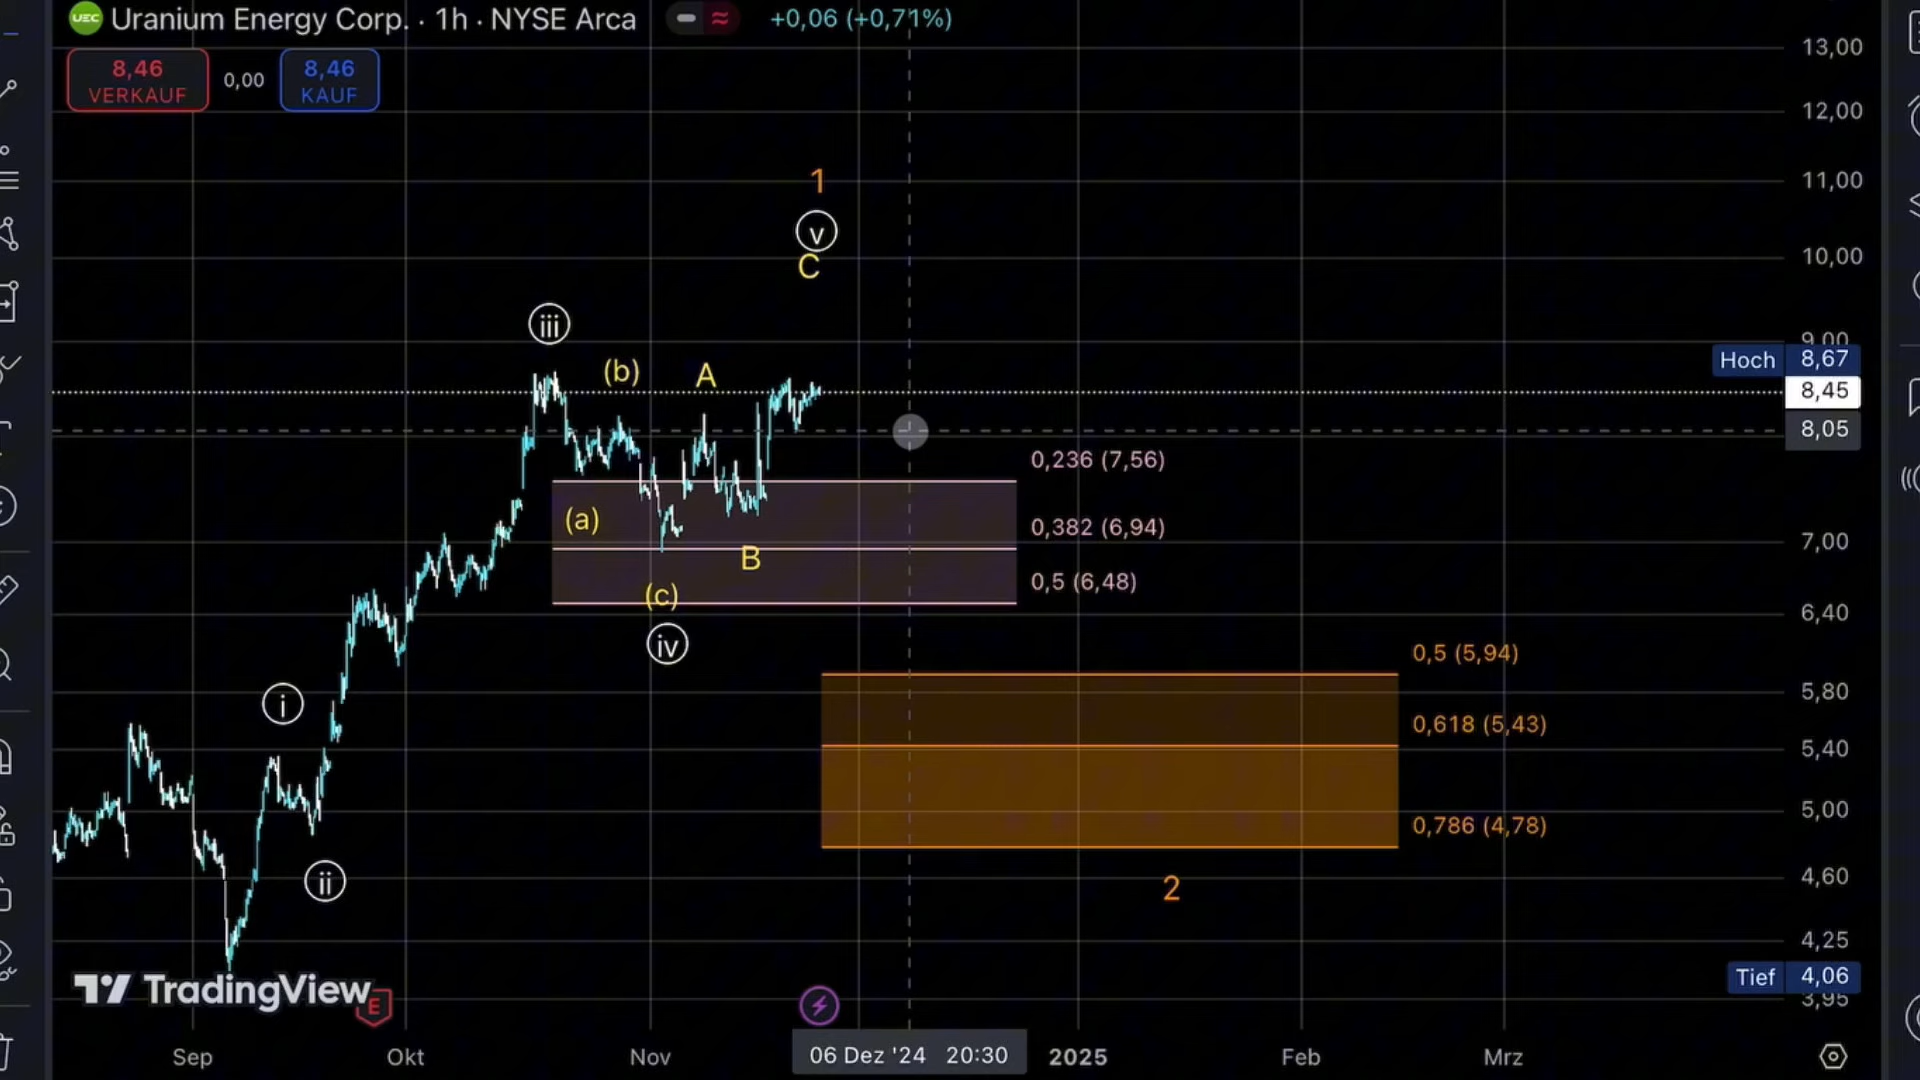 UEC Uranium Energy Corp. · 1h · NYSE Arca +0,06 (+0,71%)
8,46
VERKAUF
0,00
8,46
KAUF
13,00
12,00
11,00
10,00
9,00
Hoch 8,67
8,45
8,05
7,00
6,40
5,80
5,40
5,00
4,60
4,25
Tief 4,06
3,95
1
v
C
iii
(b)
A
0,236 (7,56)
(a)
0,382 (6,94)
B
0,5 (6,48)
(c)
iv
0,5 (5,94)
i
0,618 (5,43)
0,786 (4,78)
ii
2
TradingView
E
Sep Okt Nov 06 Dez '24 20:30 2025 Feb Mrz